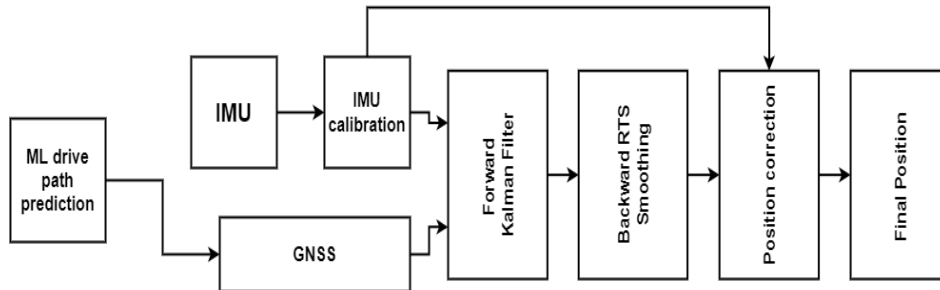 IMU
IMU
calibration
ML drive
path
prediction
GNSS
Forward
Kalman Filter
Backward RTS
Smoothing
Position correction
Final Position